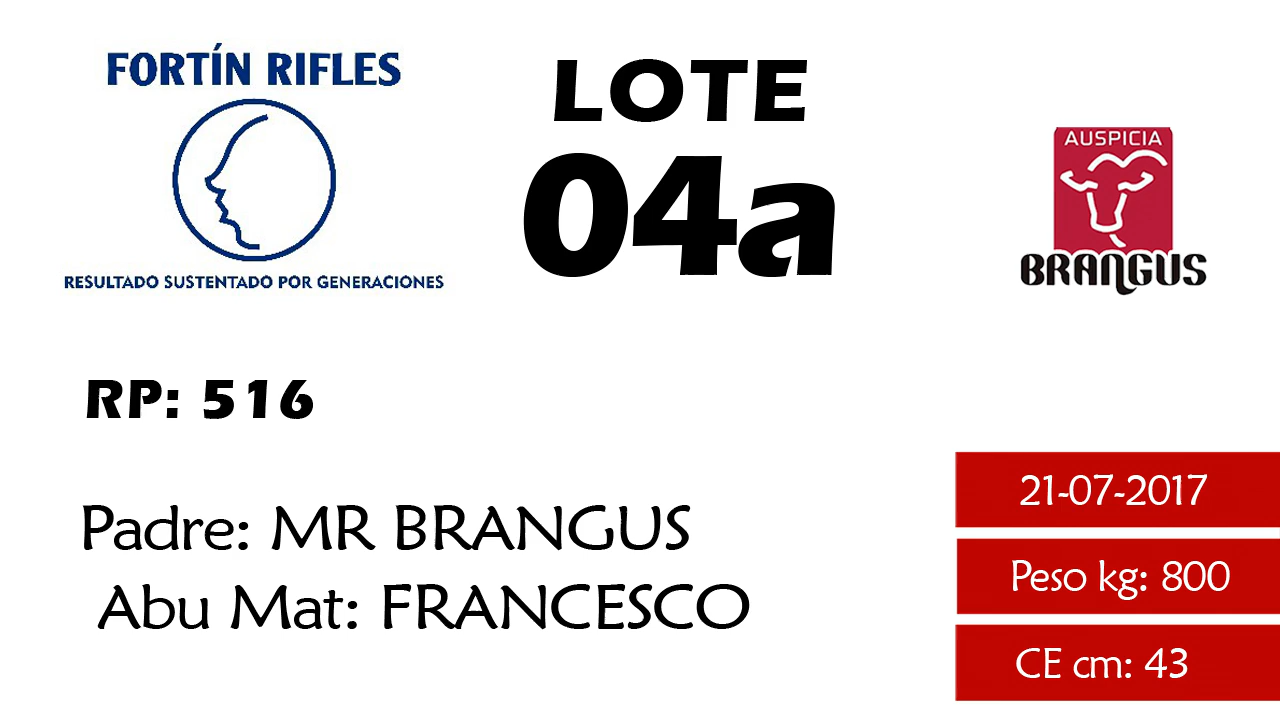 FORTÍN RIFLES
RESULTADO SUSTENTADO POR GENERACIONES
LOTE
04a
AUSPICIA
BRANGUS
RP: 516
Padre: MR BRANGUS
Abu Mat: FRANCESCO
21-07-2017
Peso kg: 800
CE cm: 43